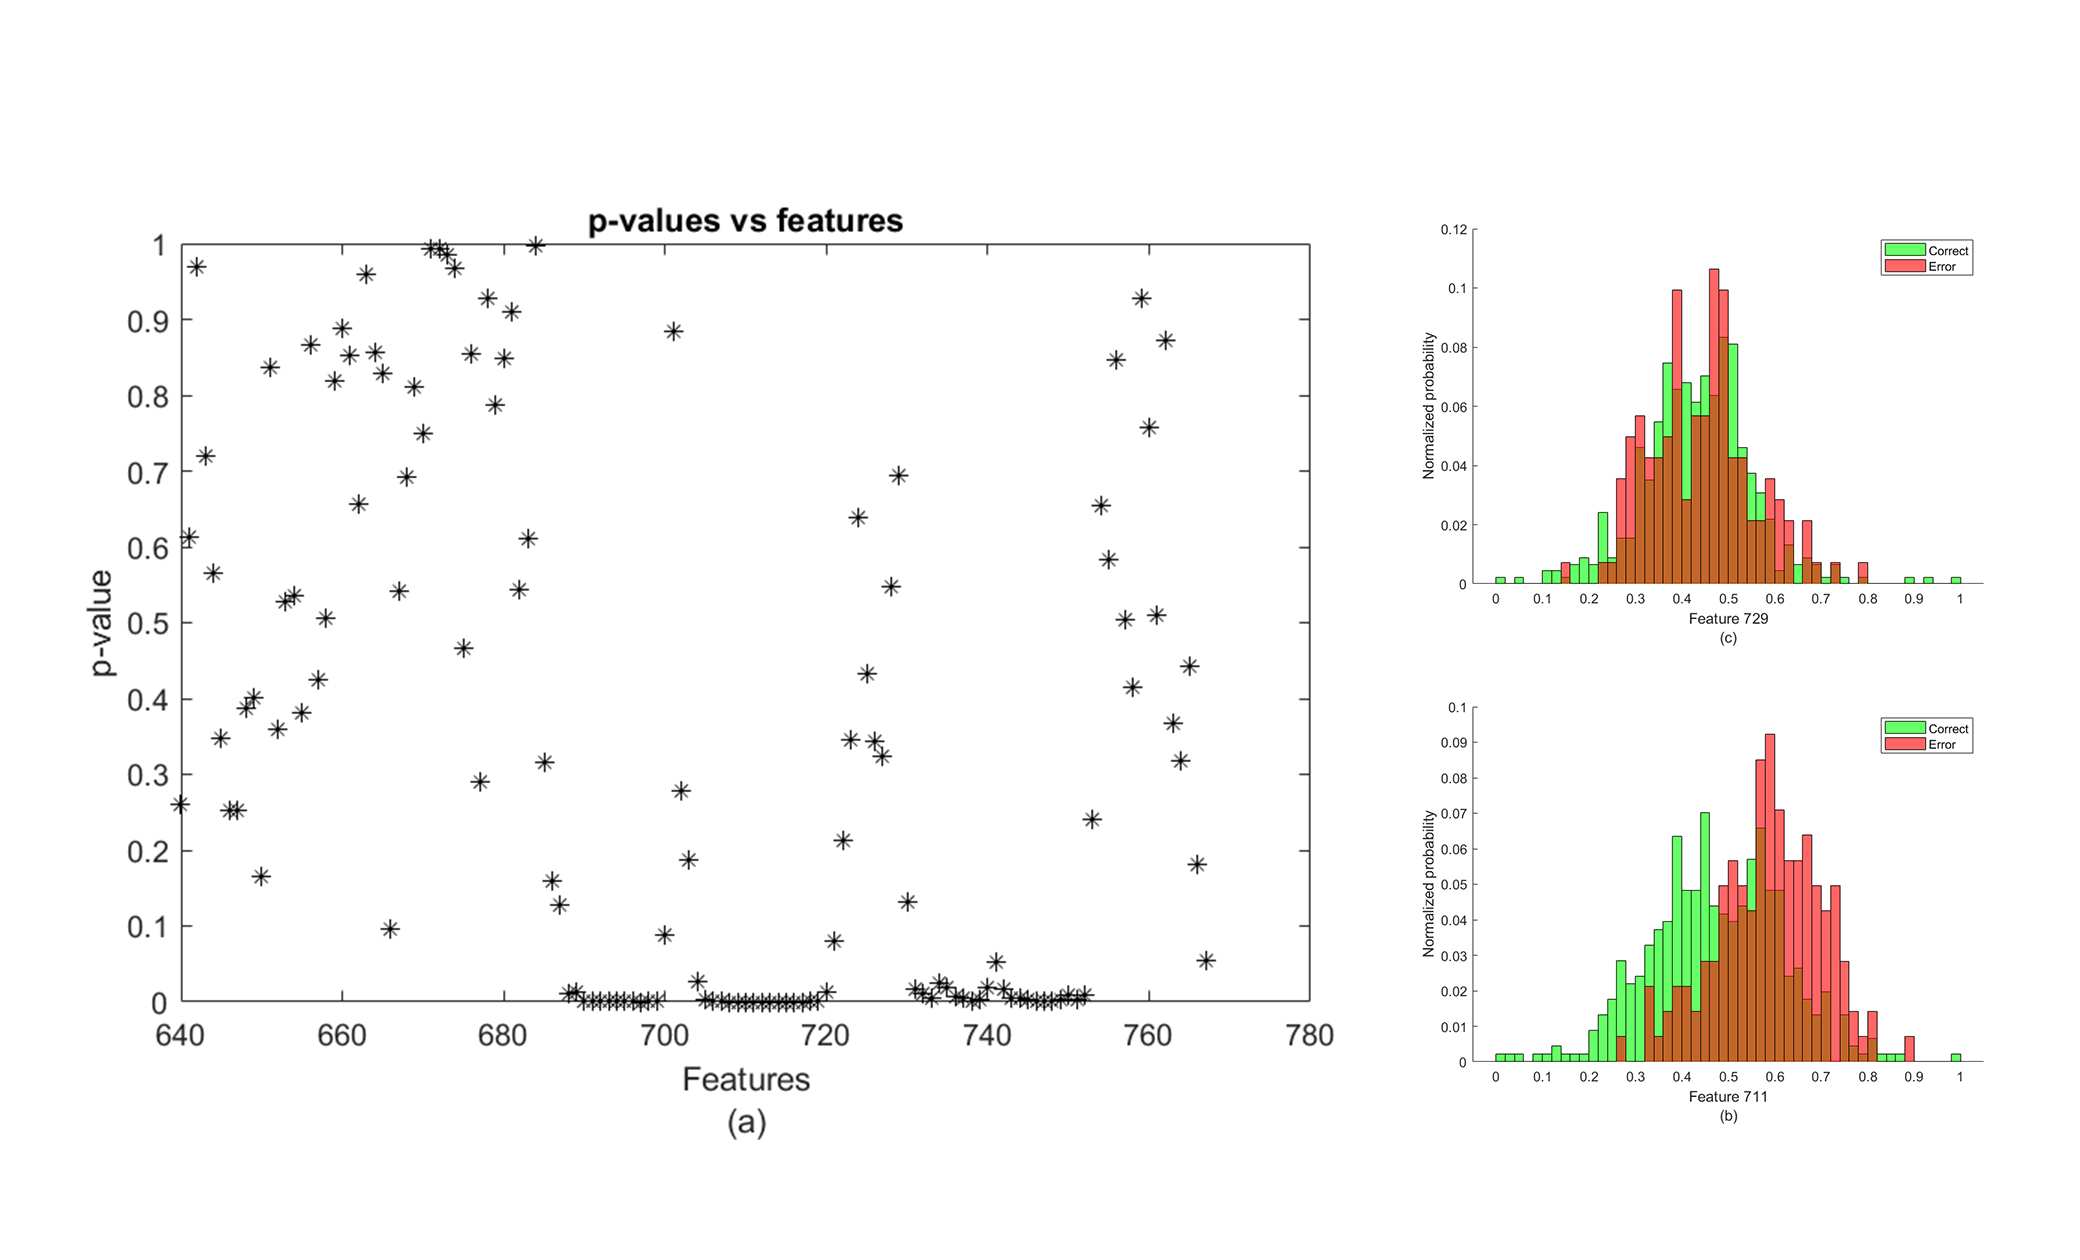 p-values vs features
1
0.9
0.8
0.7
0.6
0.5
0.4
0.3
0.2
0.1
0
p-value
640 660 680 700 720 740 760 780
Features
(a)
0.12
0.1
0.08
0.06
0.04
0.02
0
Normalized probability
Correct
Error
0 0.1 0.2 0.3 0.4 0.5 0.6 0.7 0.8 0.9 1
Feature 729
(c)
0.1
0.09
0.08
0.07
0.06
0.05
0.04
0.03
0.02
0.01
0
Normalized probability
Correct
Error
0 0.1 0.2 0.3 0.4 0.5 0.6 0.7 0.8 0.9 1
Feature 711
(b)